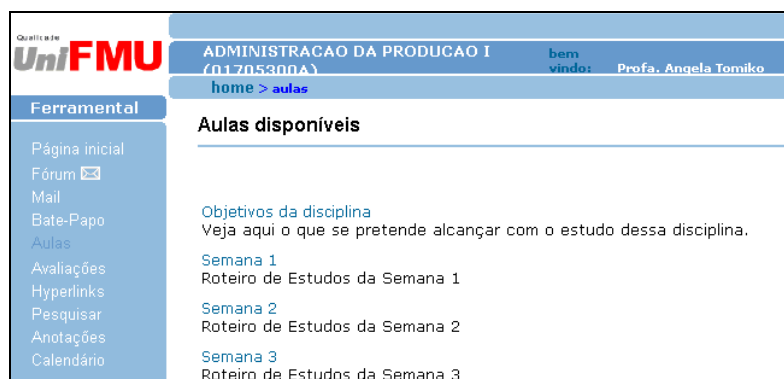 Qualidade
UniFMU
ADMINISTRACAO DA PRODUCAO I
(01705300A)
bem
vindo:
Profa. Angela Tomiko
home > aulas
Ferramental
Página inicial
Fórum
Mail
Bate-Papo
Aulas
Avaliações
Hyperlinks
Pesquisar
Anotações
Calendário
Aulas disponíveis
Objetivos da disciplina
Veja aqui o que se pretende alcançar com o estudo dessa disciplina.
Semana 1
Roteiro de Estudos da Semana 1
Semana 2
Roteiro de Estudos da Semana 2
Semana 3
Roteiro de Estudos da Semana 3